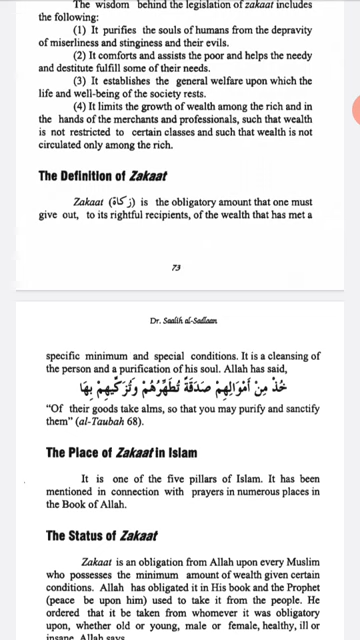 The wisdom behind the legislation of zakaat includes
the following:
(1) It purifies the souls of humans from the depravity
of miserliness and stinginess and their evils.
(2) It comforts and assists the poor and helps the needy
and destitute fulfill some of their needs.
(3) It establishes the general welfare upon which the
life and well-being of the society rests.
(4) It limits the growth of wealth among the rich and in
the hands of the merchants and professionals, such that wealth
is not restricted to certain classes and such that wealth is not
circulated only among the rich.
The Definition of Zakaat
Zakaat (زكاة) is the obligatory amount that one must
give out, to its rightful recipients, of the wealth that has met a
73
Dr. Saalih al-Sadlaan
specific minimum and special conditions. It is a cleansing of
the person and a purification of his soul. Allah has said,
خُذْ مِنْ أَمْوَالِهِمْ صَدَقَةً تُطَهِّرُهُمْ وَتُزَكِّيهِمْ بِهَا
“Of their goods take alms, so that you may purify and sanctify
them” (al-Taubah 68).
The Place of Zakaat in Islam
It is one of the five pillars of Islam. It has been
mentioned in connection with prayers in numerous places in
the Book of Allah.
The Status of Zakaat
Zakaat is an obligation from Allah upon every Muslim
who possesses the minimum amount of wealth given certain
conditions. Allah has obligated it in His book and the Prophet
(peace be upon him) used to take it from the people. He
ordered that it be taken from whomever it was obligatory
upon, whether old or young, male or female, healthy, ill or
insane. Allah says